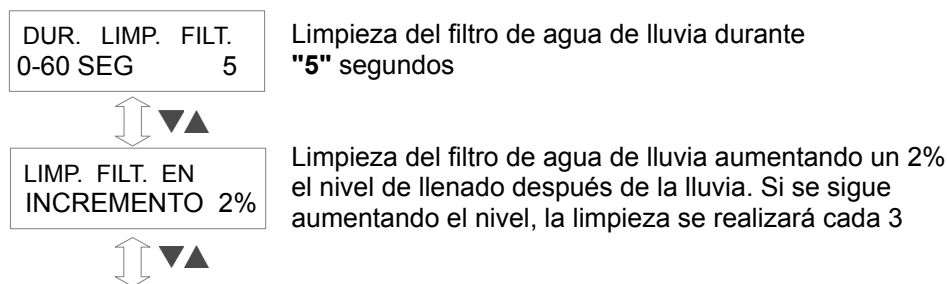 DUR. LIMP. FILT.
0-60 SEG 5
Limpieza del filtro de agua de lluvia durante
"5" segundos
LIMP. FILT. EN
INCREMENTO 2%
Limpieza del filtro de agua de lluvia aumentando un 2%
el nivel de llenado después de la lluvia. Si se sigue
aumentando el nivel, la limpieza se realizará cada 3